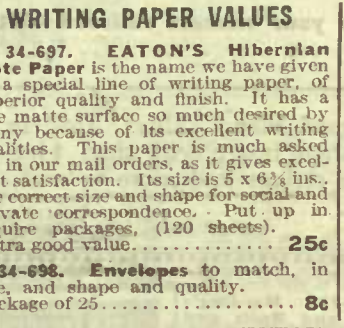 WRITING PAPER VALUES
34-697. EATON'S Hibernian
te Paper is the name we have given
a special line of writing paper, of
perior quality and finish. It has a
e matte surface so much desired by
ny because of its excellent writing
alities. This paper is much asked
in our mail orders, as it gives excel-
t satisfaction. Its size is 5 x 6⅜ ins.,
e correct size and shape for social and
vate correspondence. Put up in
quire packages, (120 sheets).
tra good value............... 25c
34-698. Envelopes to match, in
e, and shape and quality.
ckage of 25.................. 8c